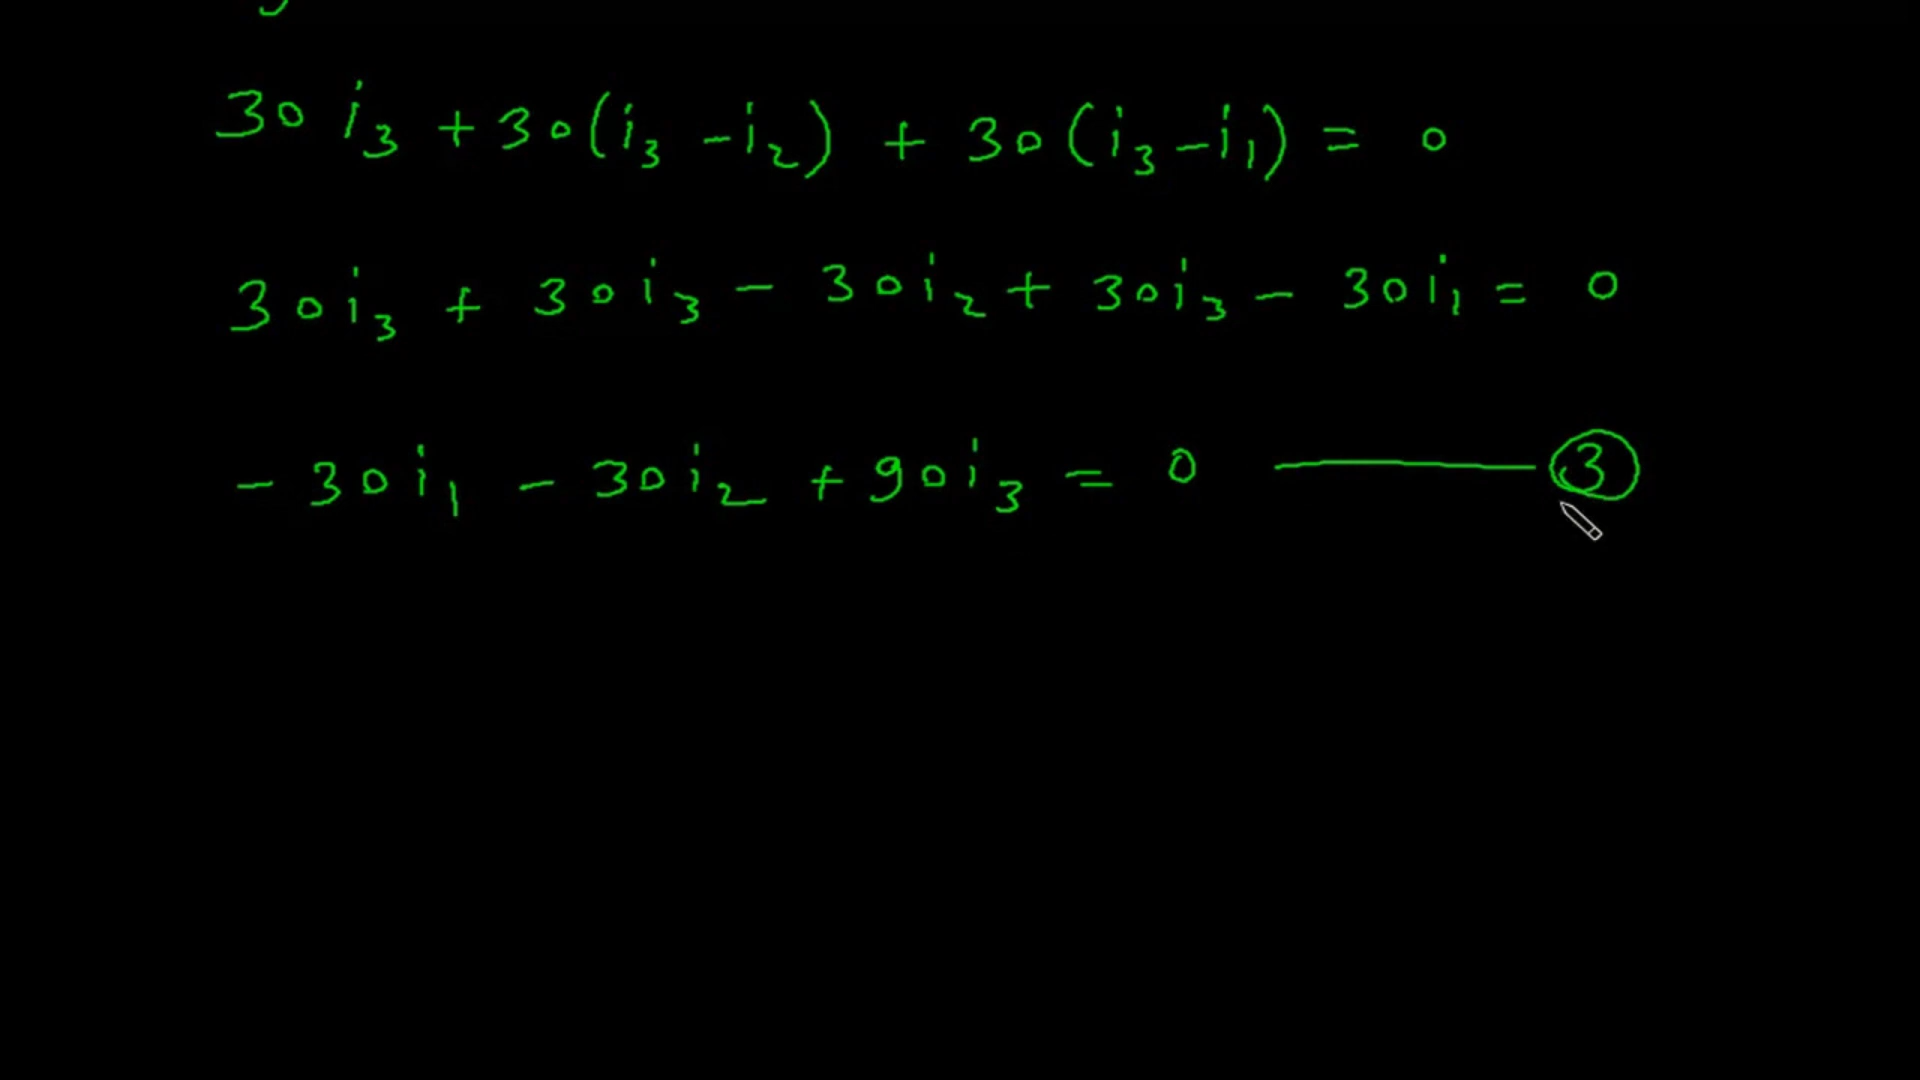 30 i₃ + 30(i₃ - i₂) + 30(i₃ - i₁) = 0
30i₃ + 30i₃ - 30i₂ + 30i₃ - 30i₁ = 0
- 30i₁ - 30i₂ + 90i₃ = 0 ——— ③